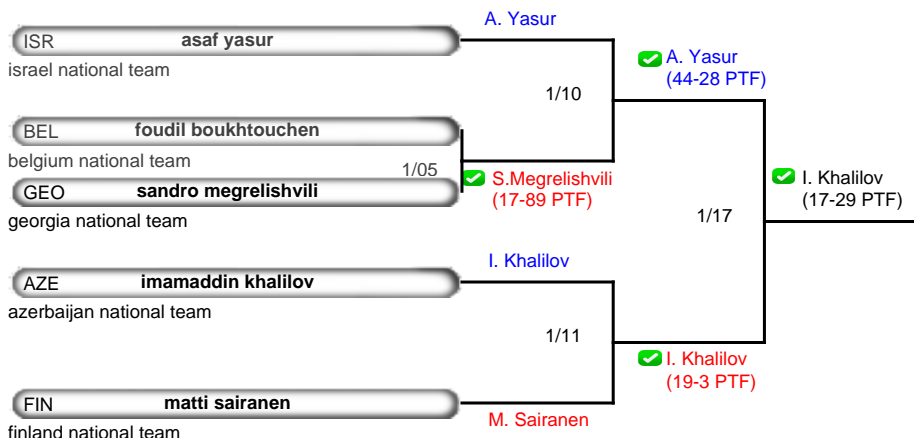 A. Yasur
ISR asaf yasur
israel national team
A. Yasur
(44-28 PTF)
1/10
BEL foudil boukhtouchen
belgium national team
1/05
GEO sandro megrelishvili
georgia national team
S.Megrelishvili
(17-89 PTF)
I. Khalilov
(17-29 PTF)
1/17
I. Khalilov
AZE imamaddin khalilov
azerbaijan national team
1/11
I. Khalilov
(19-3 PTF)
FIN matti sairanen
M. Sairanen
finland national team